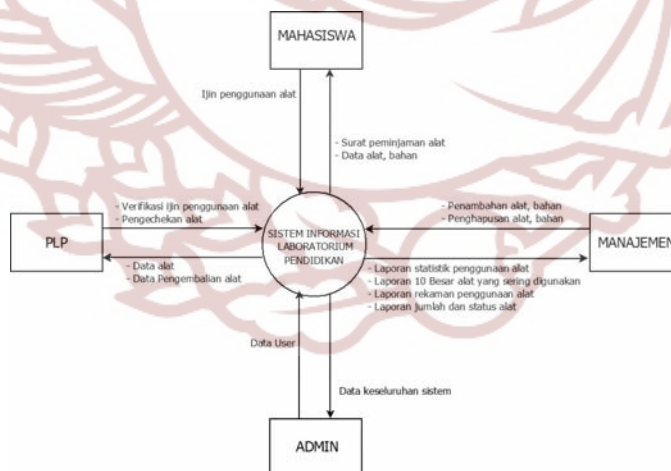 MAHASISWA
Ijin penggunaan alat
- Surat peminjaman alat
- Data alat, bahan
- Verifikasi ijin penggunaan alat
- Pengechekan alat
- Penambahan alat, bahan
- Penghapusan alat, bahan
PLP
SISTEM INFORMASI
LABORATORIUM
PENDIDIKAN
MANAJEMEN
- Data alat
- Data Pengembalian alat
- Laporan statistik penggunaan alat
- Laporan 10 Besar alat yang sering digunakan
- Laporan rekaman penggunaan alat
- Laporan jumlah dan status alat
Data User
Data keseluruhan sistem
ADMIN